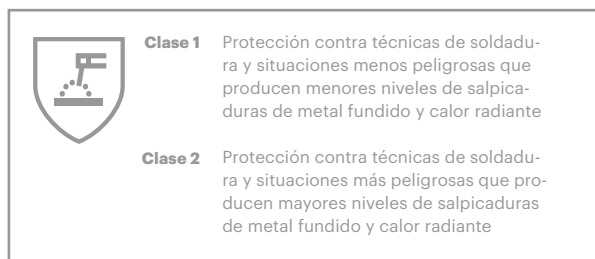 Clase 1 Protección contra técnicas de soldadu-
ra y situaciones menos peligrosas que
producen menores niveles de salpica-
duras de metal fundido y calor radiante
Clase 2 Protección contra técnicas de soldadu-
ra y situaciones más peligrosas que pro-
ducen mayores niveles de salpicaduras
de metal fundido y calor radiante